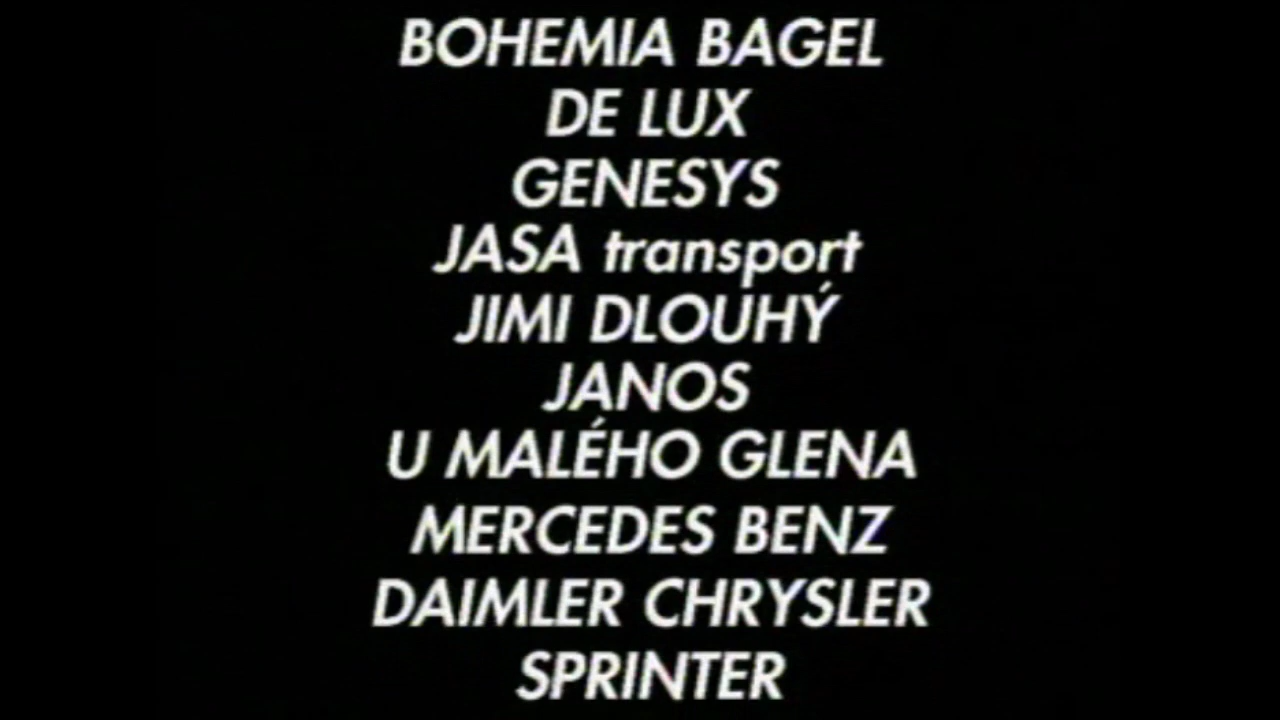 BOHEMIA BAGEL
DE LUX
GENESYS
JASA transport
JIMI DLOUHÝ
JANOS
U MALÉHO GLENA
MERCEDES BENZ
DAIMLER CHRYSLER
SPRINTER